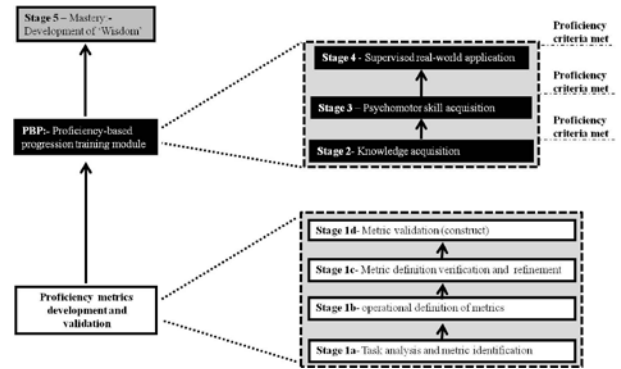 Stage 5 – Mastery -
Development of 'Wisdom'
PBP:- Proficiency-based
progression training module
Proficiency metrics
development and
validation
Proficiency
criteria met
Stage 4 - Supervised real-world application
Proficiency
criteria met
Stage 3 – Psychomotor skill acquisition
Proficiency
criteria met
Stage 2- Knowledge acquisition
Stage 1d- Metric validation (construct)
Stage 1c- Metric definition verification and refinement
Stage 1b- operational definition of metrics
Stage 1a- Task analysis and metric identification